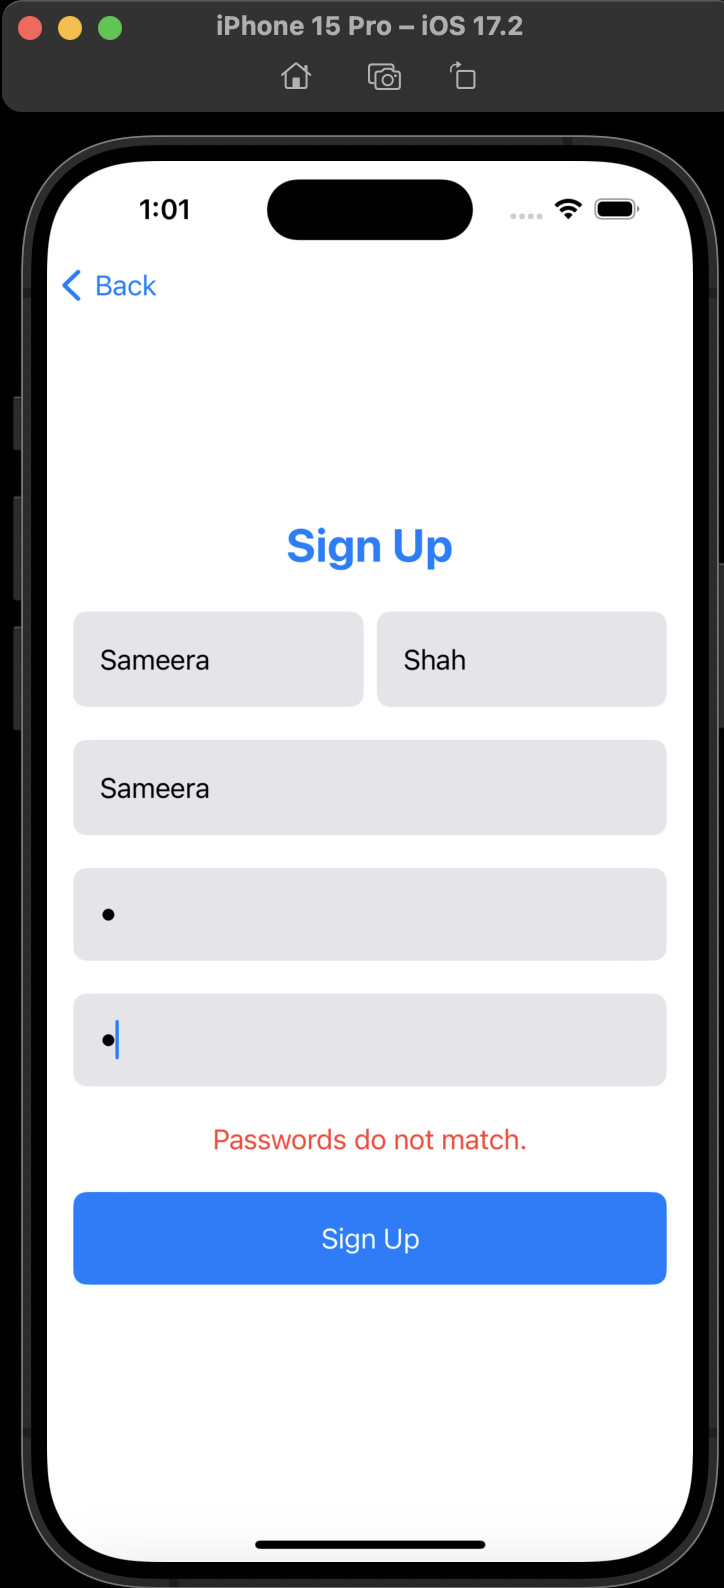 iPhone 15 Pro – iOS 17.2
1:01
Back
Sign Up
Sameera Shah
Sameera
•
•
Passwords do not match.
Sign Up